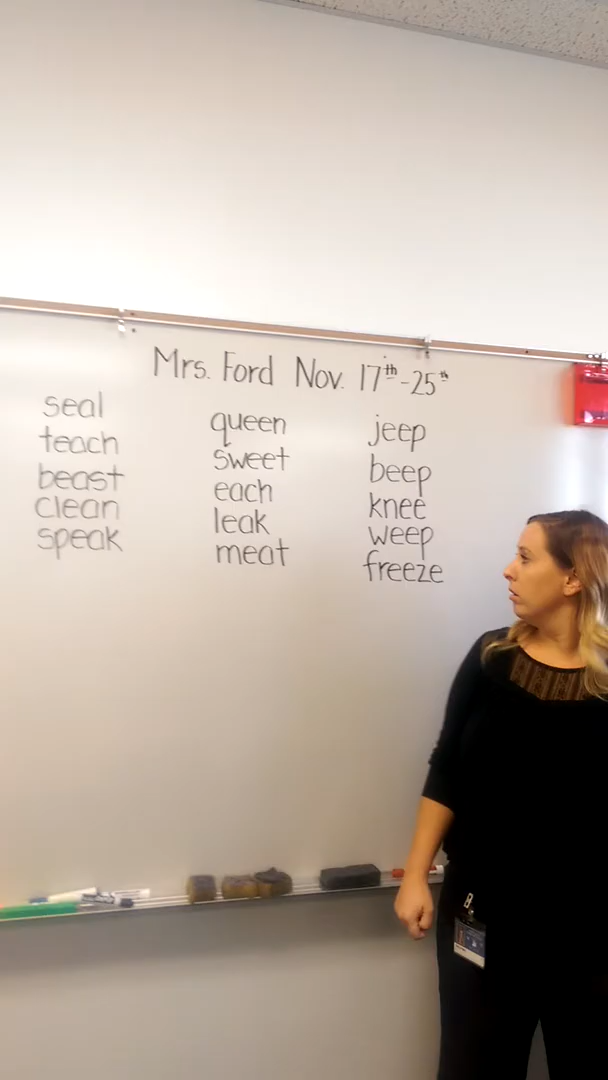 Mrs. Ford Nov. 17th-25th
seal
teach
beast
clean
speak
queen
sweet
each
leak
meat
jeep
beep
knee
weep
freeze